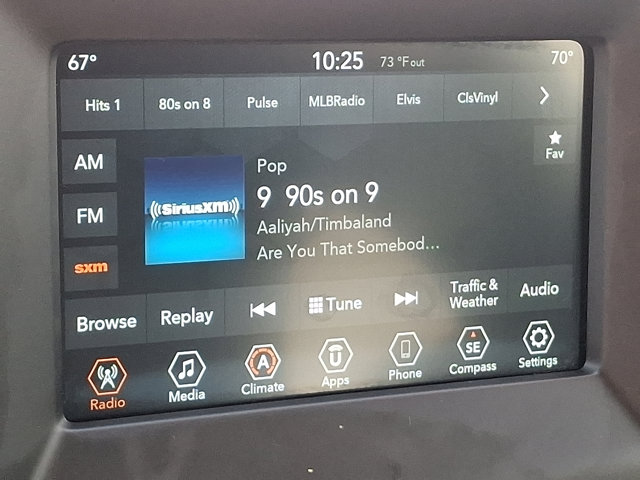 67° 10:25 73 °F out 70°
Hits 1 80s on 8 Pulse MLBRadio Elvis ClsVinyl
AM
FM
sxm
((SiriusXM))
Pop
9 90s on 9
Aaliyah/Timbaland
Are You That Somebod...
Fav
Browse Replay Tune Traffic & Weather Audio
A U SE
Radio Media Climate Apps Phone Compass Settings